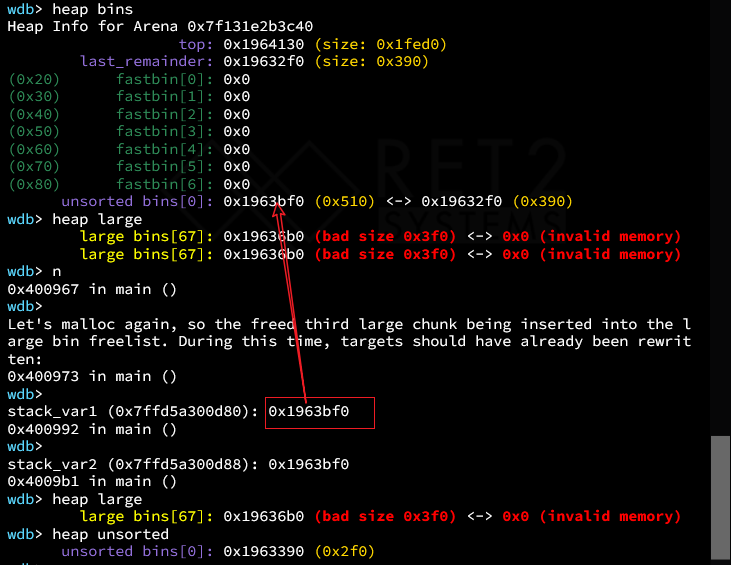 wdb> heap bins
Heap Info for Arena 0x7f131e2b3c40
top: 0x1964130 (size: 0x1fed0)
last_remainder: 0x19632f0 (size: 0x390)
(0x20) fastbin[0]: 0x0
(0x30) fastbin[1]: 0x0
(0x40) fastbin[2]: 0x0
(0x50) fastbin[3]: 0x0
(0x60) fastbin[4]: 0x0
(0x70) fastbin[5]: 0x0
(0x80) fastbin[6]: 0x0
unsorted bins[0]: 0x1963bf0 (0x510) <-> 0x19632f0 (0x390)
wdb> heap large
large bins[67]: 0x19636b0 (bad size 0x3f0) <-> 0x0 (invalid memory)
large bins[67]: 0x19636b0 (bad size 0x3f0) <-> 0x0 (invalid memory)
wdb> n
0x400967 in main ()
wdb>
Let's malloc again, so the freed third large chunk being inserted into the l
arge bin freelist. During this time, targets should have already been rewrit
ten:
0x400973 in main ()
wdb>
stack_var1 (0x7ffd5a300d80): 0x1963bf0
0x400992 in main ()
wdb>
stack_var2 (0x7ffd5a300d88): 0x1963bf0
0x4009b1 in main ()
wdb> heap large
large bins[67]: 0x19636b0 (bad size 0x3f0) <-> 0x0 (invalid memory)
wdb> heap unsorted
unsorted bins[0]: 0x1963390 (0x2f0)
RET2
SYSTEMS